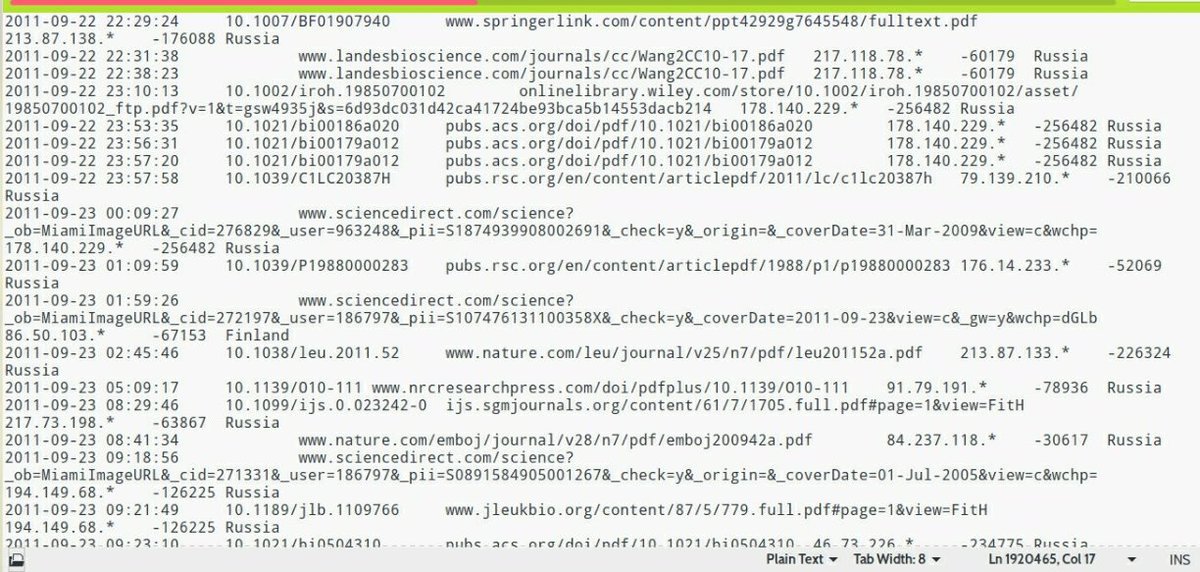 2011-09-22 22:29:24 10.1007/BF01907940 www.springerlink.com/content/ppt42929g7645548/fulltext.pdf
213.87.138.* -176088 Russia
2011-09-22 22:31:38 www.landesbioscience.com/journals/cc/Wang2CC10-17.pdf 217.118.78.* -60179 Russia
2011-09-22 22:38:23 www.landesbioscience.com/journals/cc/Wang2CC10-17.pdf 217.118.78.* -60179 Russia
2011-09-22 23:10:13 10.1002/iroh.19850700102 onlinelibrary.wiley.com/store/10.1002/iroh.19850700102/asset/
19850700102_ftp.pdf?v=1&t=gsw4935j&s=6d93dc031d42ca41724be93bca5b14553dacb214 178.140.229.* -256482 Russia
2011-09-22 23:53:35 10.1021/bi00186a020 pubs.acs.org/doi/pdf/10.1021/bi00186a020 178.140.229.* -256482 Russia
2011-09-22 23:56:31 10.1021/bi00179a012 pubs.acs.org/doi/pdf/10.1021/bi00179a012 178.140.229.* -256482 Russia
2011-09-22 23:57:20 10.1021/bi00179a012 pubs.acs.org/doi/pdf/10.1021/bi00179a012 178.140.229.* -256482 Russia
2011-09-22 23:57:58 10.1039/C1LC20387H pubs.rsc.org/en/content/articlepdf/2011/lc/c1lc20387h 79.139.210.* -210066
Russia
2011-09-23 00:09:27 www.sciencedirect.com/science?
_ob=MiamiImageURL&_cid=276829&_user=963248&_pii=S1874939908002691&_check=y&_origin=&_coverDate=31-Mar-2009&view=c&wchp=
178.140.229.* -256482 Russia
2011-09-23 01:09:59 10.1039/P19880000283 pubs.rsc.org/en/content/articlepdf/1988/p1/p19880000283 176.14.233.* -52069
Russia
2011-09-23 01:59:26 www.sciencedirect.com/science?
_ob=MiamiImageURL&_cid=272197&_user=186797&_pii=S107476131100358X&_check=y&_coverDate=2011-09-23&view=c&_gw=y&wchp=dGLb
86.50.103.* -67153 Finland
2011-09-23 02:45:46 10.1038/leu.2011.52 www.nature.com/leu/journal/v25/n7/pdf/leu201152a.pdf 213.87.133.* -226324
Russia
2011-09-23 05:09:17 10.1139/O10-111 www.nrcresearchpress.com/doi/pdfplus/10.1139/O10-111 91.79.191.* -78936 Russia
2011-09-23 08:29:46 10.1099/ijs.0.023242-0 ijs.sgmjournals.org/content/61/7/1705.full.pdf#page=1&view=FitH
217.73.198.* -63867 Russia
2011-09-23 08:41:34 www.nature.com/emboj/journal/v28/n7/pdf/emboj200942a.pdf 84.237.118.* -30617 Russia
2011-09-23 09:18:56 www.sciencedirect.com/science?
_ob=MiamiImageURL&_cid=271331&_user=186797&_pii=S0891584905001267&_check=y&_origin=&_coverDate=01-Jul-2005&view=c&wchp=
194.149.68.* -126225 Russia
2011-09-23 09:21:49 10.1189/jlb.1109766 www.jleukbio.org/content/87/5/779.full.pdf#page=1&view=FitH
194.149.68.* -126225 Russia
2011-09-23 09:23:10 10.1021/bi0504310 pubs.acs.org/doi/pdf/10.1021/bi0504310 46.73.226.* -234775 Russia
Plain Text Tab Width: 8 Ln 1920465, Col 17 INS